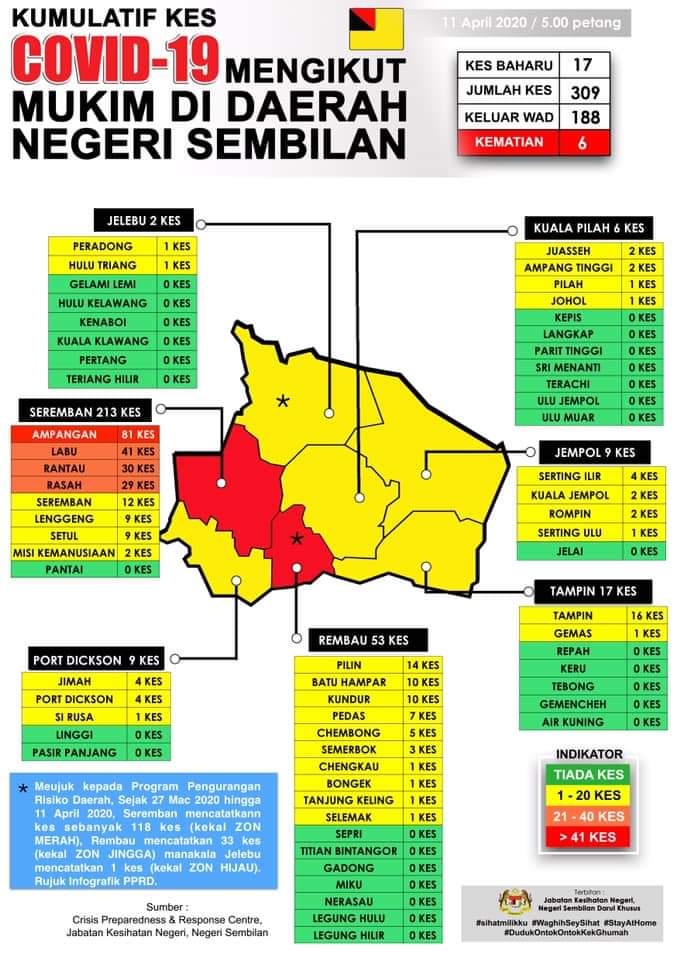 KUMULATIF KES
COVID-19 MENGIKUT
MUKIM DI DAERAH
NEGERI SEMBILAN
11 April 2020 / 5.00 petang
KES BAHARU 17
JUMLAH KES 309
KELUAR WAD 188
KEMATIAN 6
JELEBU 2 KES
PERADONG 1 KES
HULU TRIANG 1 KES
GELAMI LEMI 0 KES
HULU KELAWANG 0 KES
KENABOI 0 KES
KUALA KLAWANG 0 KES
PERTANG 0 KES
TERIANG HILIR 0 KES
KUALA PILAH 6 KES
JUASSEH 2 KES
AMPANG TINGGI 2 KES
PILAH 1 KES
JOHOL 1 KES
KEPIS 0 KES
LANGKAP 0 KES
PARIT TINGGI 0 KES
SRI MENANTI 0 KES
TERACHI 0 KES
ULU JEMPOL 0 KES
ULU MUAR 0 KES
SEREMBAN 213 KES
AMPANGAN 81 KES
LABU 41 KES
RANTAU 30 KES
RASAH 29 KES
SEREMBAN 12 KES
LENGGENG 9 KES
SETUL 9 KES
MISI KEMANUSIAAN 2 KES
PANTAI 0 KES
*
*
JEMPOL 9 KES
SERTING ILIR 4 KES
KUALA JEMPOL 2 KES
ROMPIN 2 KES
SERTING ULU 1 KES
JELAI 0 KES
TAMPIN 17 KES
TAMPIN 16 KES
GEMAS 1 KES
REPAH 0 KES
KERU 0 KES
TEBONG 0 KES
GEMENCHEH 0 KES
AIR KUNING 0 KES
PORT DICKSON 9 KES
JIMAH 4 KES
PORT DICKSON 4 KES
SI RUSA 1 KES
LINGGI 0 KES
PASIR PANJANG 0 KES
REMBAU 53 KES
PILIN 14 KES
BATU HAMPAR 10 KES
KUNDUR 10 KES
PEDAS 7 KES
CHEMBONG 5 KES
SEMERBOK 3 KES
CHENGKAU 1 KES
BONGEK 1 KES
TANJUNG KELING 1 KES
SELEMAK 1 KES
SEPRI 0 KES
TITIAN BINTANGOR 0 KES
GADONG 0 KES
MIKU 0 KES
NERASAU 0 KES
LEGUNG HULU 0 KES
LEGUNG HILIR 0 KES
INDIKATOR
TIADA KES
1 - 20 KES
21 - 40 KES
> 41 KES
* Meujuk kepada Program Pengurangan
Risiko Daerah, Sejak 27 Mac 2020 hingga
11 April 2020, Seremban mencatatkann
kes sebanyak 118 kes (kekal ZON
MERAH), Rembau mencatatkan 33 kes
(kekal ZON JINGGA) manakala Jelebu
mencatatkan 1 kes (kekal ZON HIJAU).
Rujuk Infografik PPRD.
Sumber :
Crisis Preparedness & Response Centre,
Jabatan Kesihatan Negeri, Negeri Sembilan
Terbitan :
Jabatan Kesihatan Negeri,
Negeri Sembilan Darul Khusus
#sihatmilikku #WaghihSeySihat #StayAtHome
#DudukOntokOntokKekGhumah